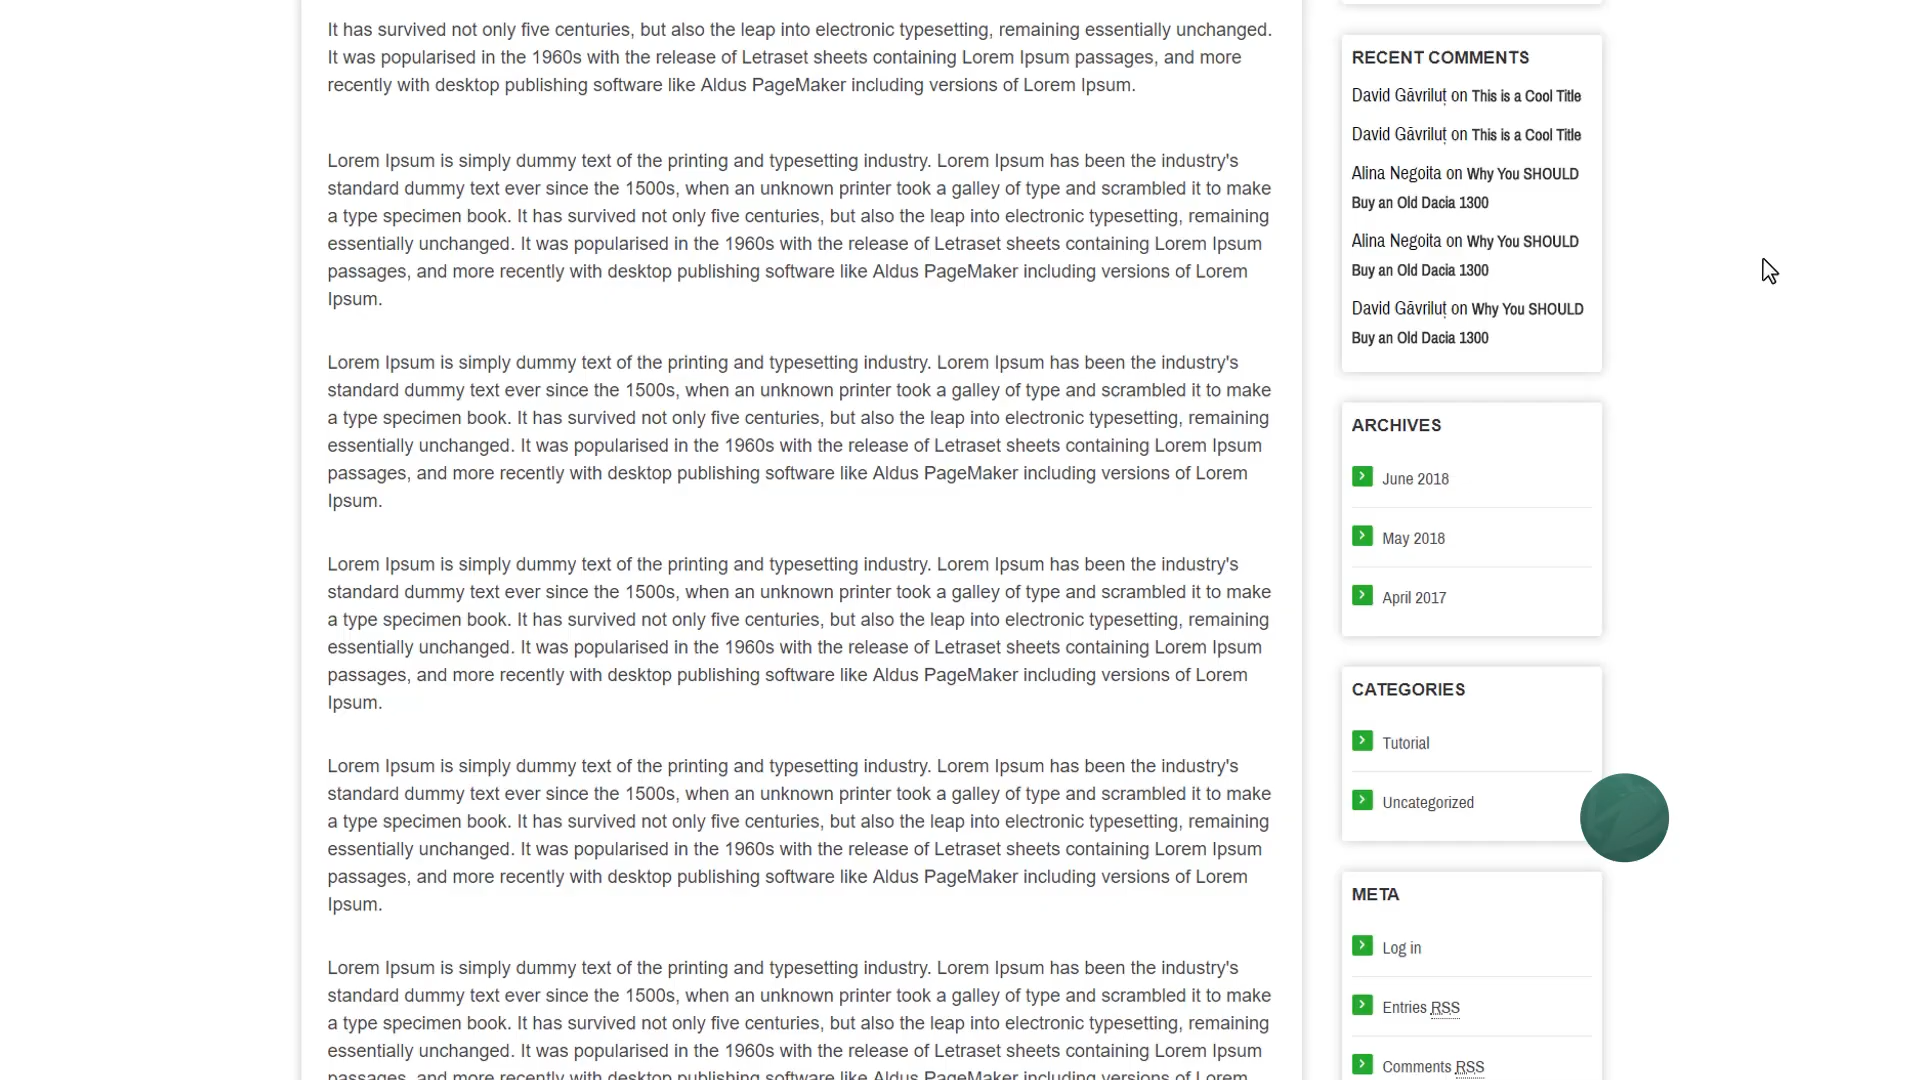 It has survived not only five centuries, but also the leap into electronic typesetting, remaining essentially unchanged.
It was popularised in the 1960s with the release of Letraset sheets containing Lorem Ipsum passages, and more
recently with desktop publishing software like Aldus PageMaker including versions of Lorem Ipsum.
Lorem Ipsum is simply dummy text of the printing and typesetting industry. Lorem Ipsum has been the industry's
standard dummy text ever since the 1500s, when an unknown printer took a galley of type and scrambled it to make
a type specimen book. It has survived not only five centuries, but also the leap into electronic typesetting, remaining
essentially unchanged. It was popularised in the 1960s with the release of Letraset sheets containing Lorem Ipsum
passages, and more recently with desktop publishing software like Aldus PageMaker including versions of Lorem
Ipsum.
Lorem Ipsum is simply dummy text of the printing and typesetting industry. Lorem Ipsum has been the industry's
standard dummy text ever since the 1500s, when an unknown printer took a galley of type and scrambled it to make
a type specimen book. It has survived not only five centuries, but also the leap into electronic typesetting, remaining
essentially unchanged. It was popularised in the 1960s with the release of Letraset sheets containing Lorem Ipsum
passages, and more recently with desktop publishing software like Aldus PageMaker including versions of Lorem
Ipsum.
Lorem Ipsum is simply dummy text of the printing and typesetting industry. Lorem Ipsum has been the industry's
standard dummy text ever since the 1500s, when an unknown printer took a galley of type and scrambled it to make
a type specimen book. It has survived not only five centuries, but also the leap into electronic typesetting, remaining
essentially unchanged. It was popularised in the 1960s with the release of Letraset sheets containing Lorem Ipsum
passages, and more recently with desktop publishing software like Aldus PageMaker including versions of Lorem
Ipsum.
Lorem Ipsum is simply dummy text of the printing and typesetting industry. Lorem Ipsum has been the industry's
standard dummy text ever since the 1500s, when an unknown printer took a galley of type and scrambled it to make
a type specimen book. It has survived not only five centuries, but also the leap into electronic typesetting, remaining
essentially unchanged. It was popularised in the 1960s with the release of Letraset sheets containing Lorem Ipsum
passages, and more recently with desktop publishing software like Aldus PageMaker including versions of Lorem
Ipsum.
Lorem Ipsum is simply dummy text of the printing and typesetting industry. Lorem Ipsum has been the industry's
standard dummy text ever since the 1500s, when an unknown printer took a galley of type and scrambled it to make
a type specimen book. It has survived not only five centuries, but also the leap into electronic typesetting, remaining
essentially unchanged. It was popularised in the 1960s with the release of Letraset sheets containing Lorem Ipsum
passages, and more recently with desktop publishing software like Aldus PageMaker including versions of Lorem
RECENT COMMENTS
David Găvriluț on This is a Cool Title
David Găvriluț on This is a Cool Title
Alina Negoita on Why You SHOULD
Buy an Old Dacia 1300
Alina Negoita on Why You SHOULD
Buy an Old Dacia 1300
David Găvriluț on Why You SHOULD
Buy an Old Dacia 1300
ARCHIVES
June 2018
May 2018
April 2017
CATEGORIES
Tutorial
Uncategorized
META
Log in
Entries RSS
Comments RSS